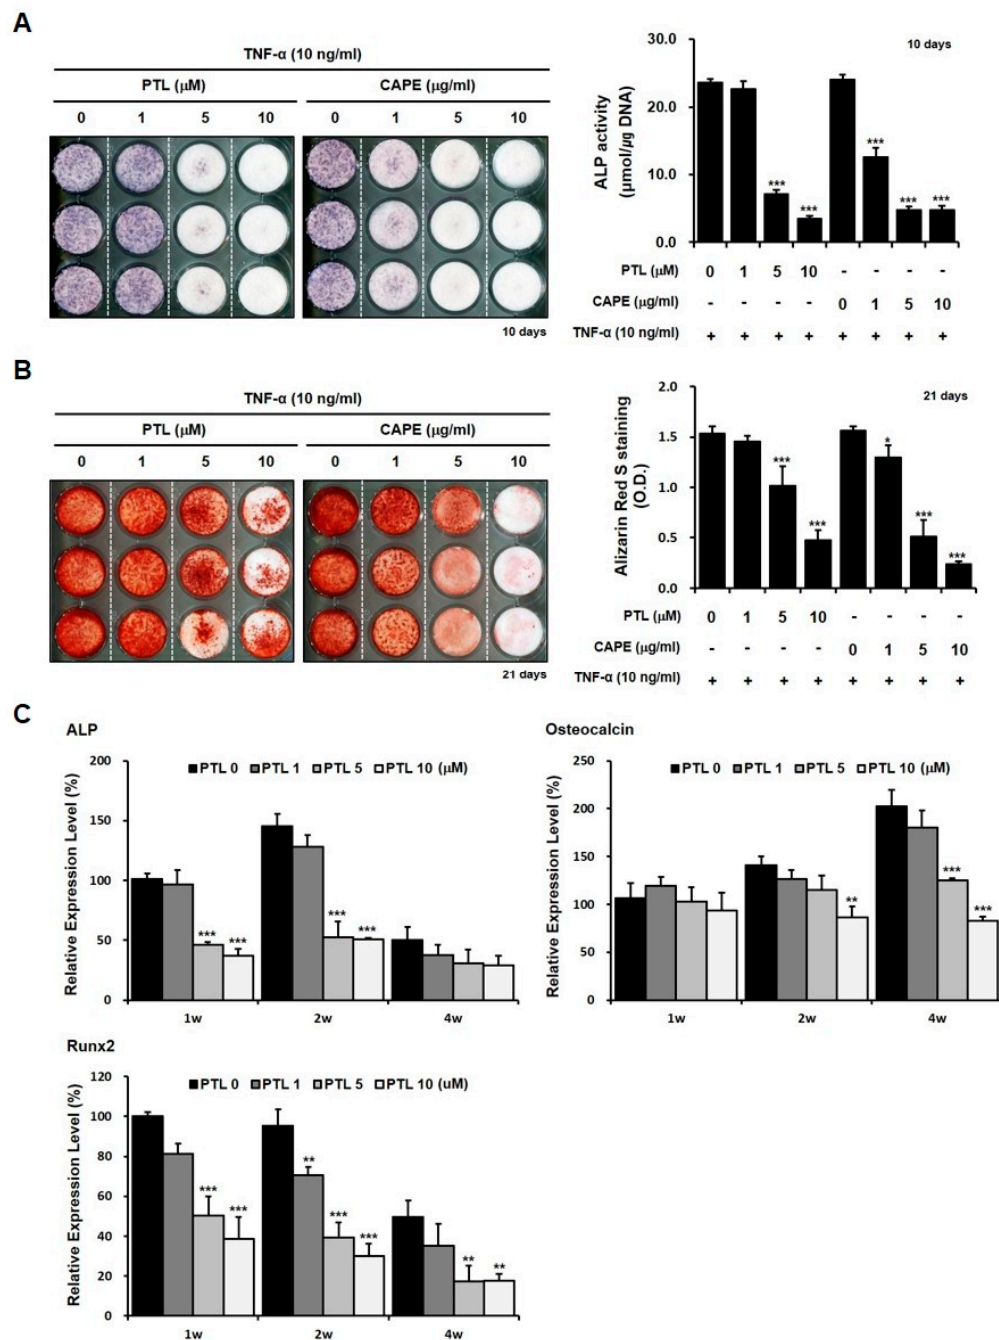 A
TNF-α (10 ng/ml)
PTL (μM) CAPE (μg/ml)
0 1 5 10 0 1 5 10
10 days
30.0
20.0
10.0
0.0
ALP activity
(μmol/μg DNA)
10 days
*** *** *** *** ***
PTL (μM) 0 1 5 10 - - - -
CAPE (μg/ml) - - - - 0 1 5 10
TNF-α (10 ng/ml) + + + + + + + +
B
TNF-α (10 ng/ml)
PTL (μM) CAPE (μg/ml)
0 1 5 10 0 1 5 10
21 days
2.0
1.5
1.0
0.5
0.0
Alizarin Red S staining
(O.D.)
21 days
*** *** * *** ***
PTL (μM) 0 1 5 10 - - - -
CAPE (μg/ml) - - - - 0 1 5 10
TNF-α (10 ng/ml) + + + + + + + +
C
ALP
PTL 0 PTL 1 PTL 5 PTL 10 (μM)
Relative Expression Level (%)
200
150
100
50
0
*** *** *** ***
1w 2w 4w
Osteocalcin
PTL 0 PTL 1 PTL 5 PTL 10 (μM)
Relative Expression Level (%)
250
200
150
100
50
0
** *** ***
1w 2w 4w
Runx2
PTL 0 PTL 1 PTL 5 PTL 10 (uM)
Relative Expression Level (%)
120
100
80
60
40
20
0
*** *** ** *** *** ** **
1w 2w 4w